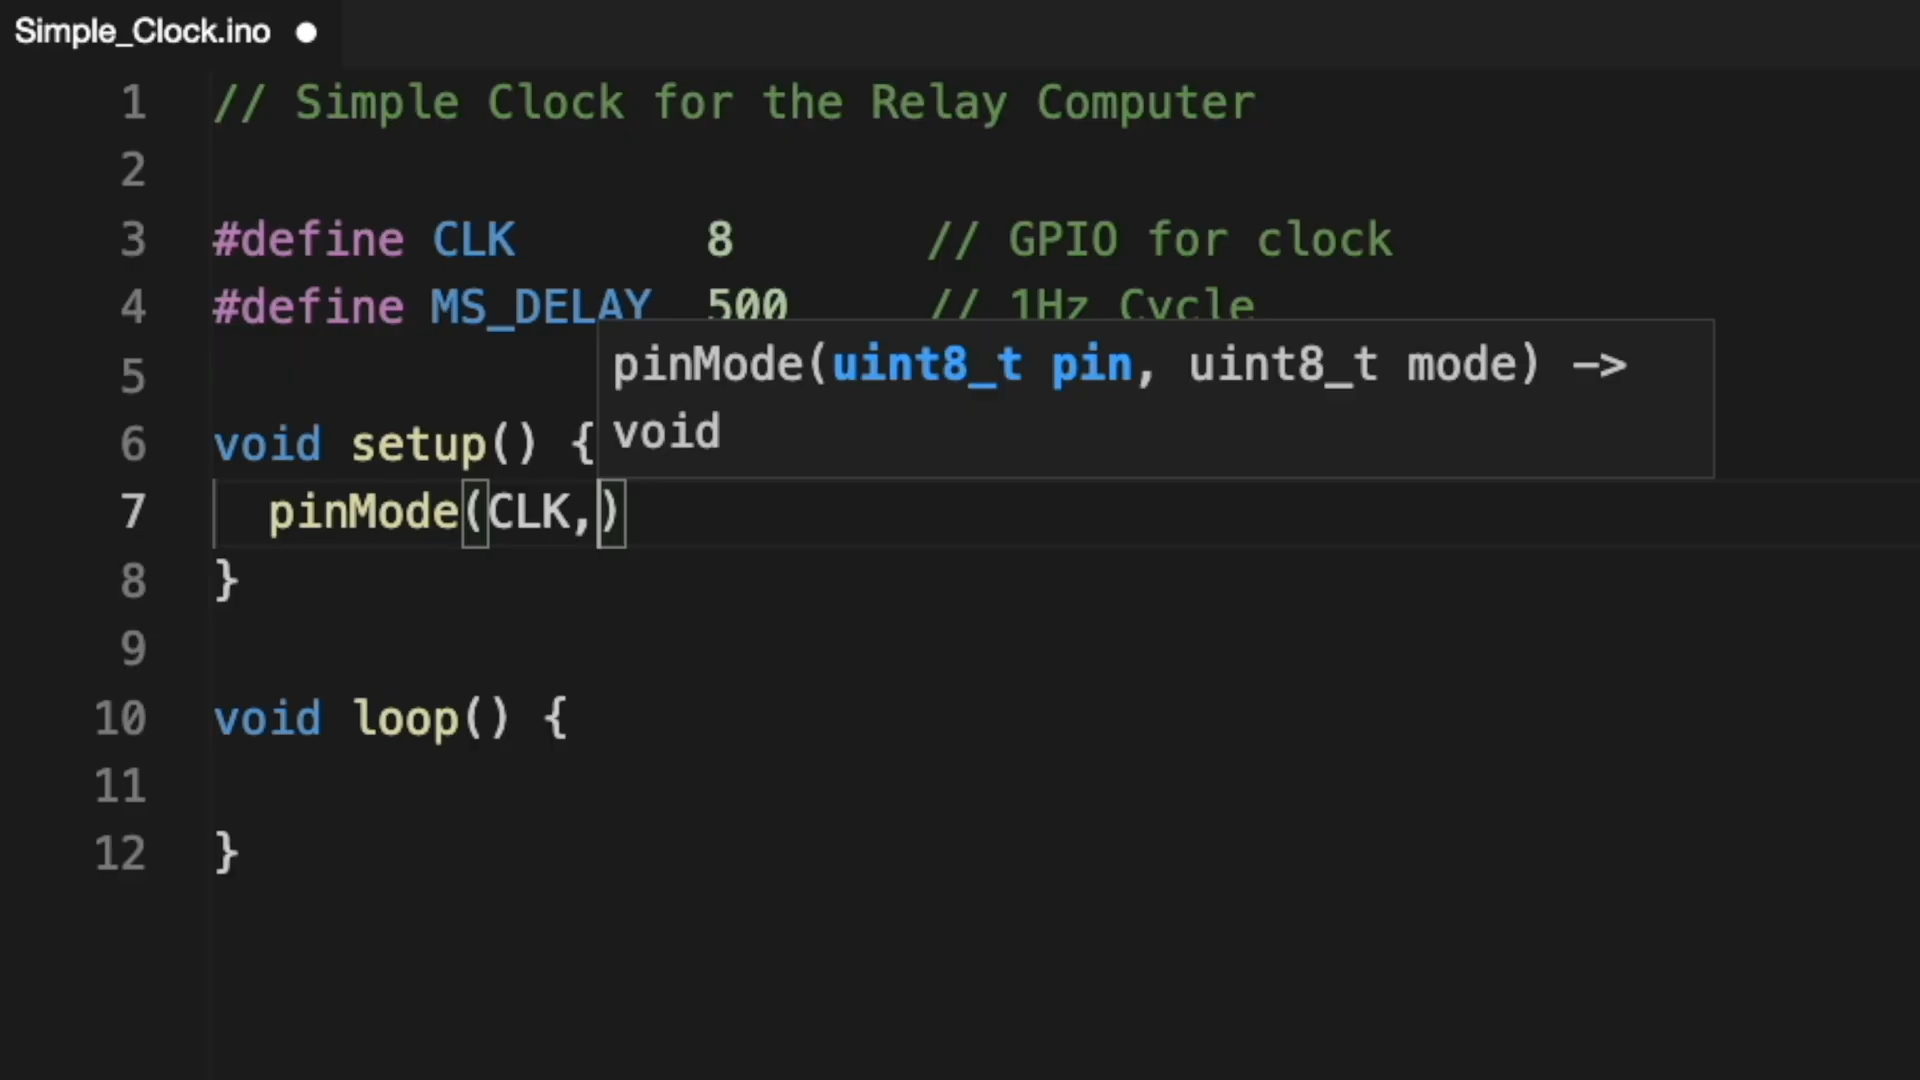 Simple_Clock.ino
1 // Simple Clock for the Relay Computer
2
3 #define CLK 8 // GPIO for clock
4 #define MS_DELAY 500 // 1Hz Cycle
pinMode(uint8_t pin, uint8_t mode) ->
void
5
6 void setup() {
7 pinMode(CLK,)
8 }
9
10 void loop() {
11
12 }